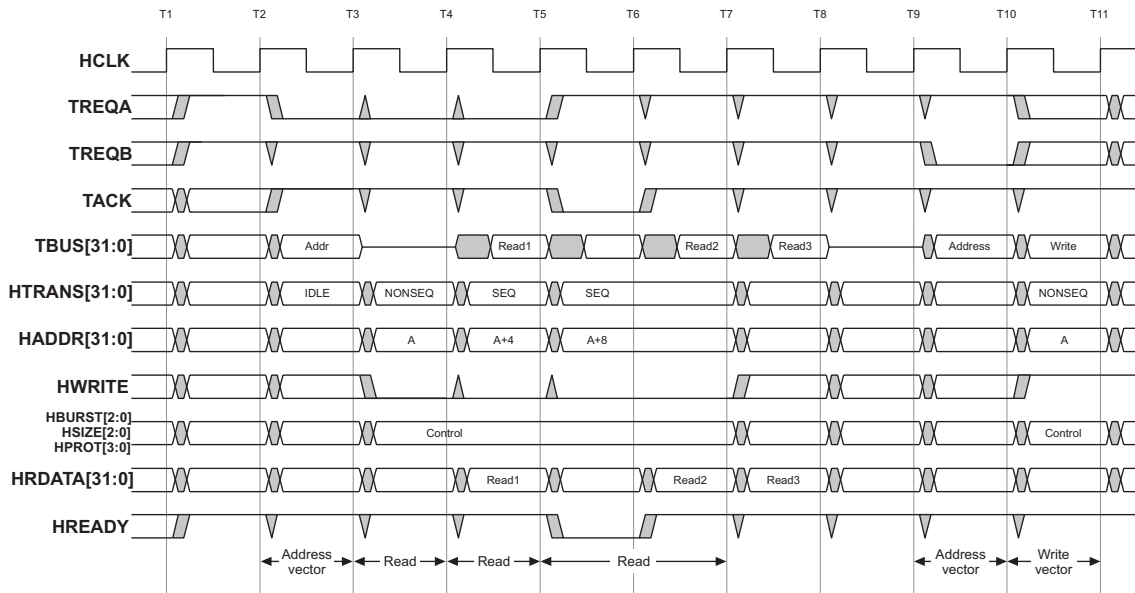 T1 T2 T3 T4 T5 T6 T7 T8 T9 T10 T11
HCLK
TREQA
TREQB
TACK
TBUS[31:0] Addr Read1 Read2 Read3 Address Write
HTRANS[31:0] IDLE NONSEQ SEQ SEQ NONSEQ
HADDR[31:0] A A+4 A+8 A
HWRITE
HBURST[2:0]
HSIZE[2:0] Control Control
HPROT[3:0]
HRDATA[31:0] Read1 Read2 Read3
HREADY
Address vector Read Read Read Address vector Write vector